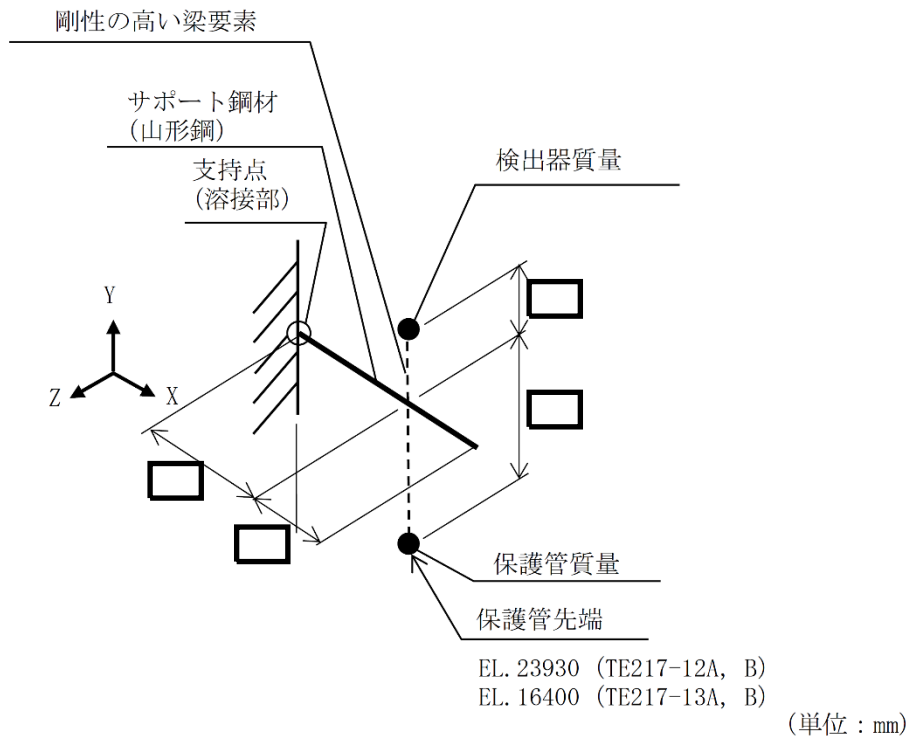 剛性の高い梁要素
サポート鋼材
(山形鋼)
支持点
(溶接部)
検出器質量
Y
Z
X
保護管質量
保護管先端
EL.23930 (TE217-12A, B)
EL.16400 (TE217-13A, B)
(単位：mm)